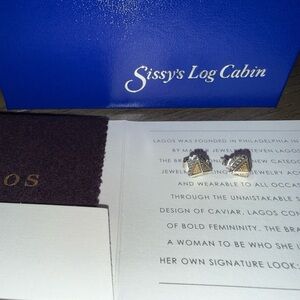 Sissy's Log Cabin
OS
LAGOS WAS FOUNDED IN PHILADELPHIA IN
BY MASTER JEWELER STEVEN LAGOS
THE BR NEW CATEGO
JEWEL JEWELRY AC
AND WEARABLE TO ALL OCCA
THROUGH THE UNMISTAKABLE S
DESIGN OF CAVIAR, LAGOS CO
OF BOLD FEMININITY. THE BRA
A WOMAN TO BE WHO SHE I
HER OWN SIGNATURE LOOK: